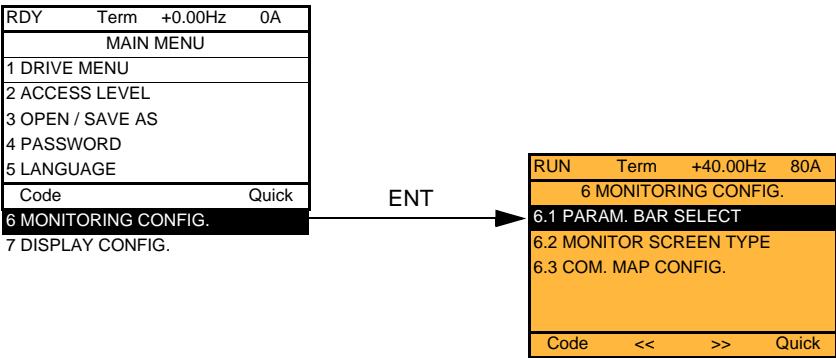 RDY Term +0.00Hz 0A
MAIN MENU
1 DRIVE MENU
2 ACCESS LEVEL
3 OPEN / SAVE AS
4 PASSWORD
5 LANGUAGE
Code Quick
6 MONITORING CONFIG.
7 DISPLAY CONFIG.
ENT
RUN Term +40.00Hz 80A
6 MONITORING CONFIG.
6.1 PARAM. BAR SELECT
6.2 MONITOR SCREEN TYPE
6.3 COM. MAP CONFIG.
Code << >> Quick